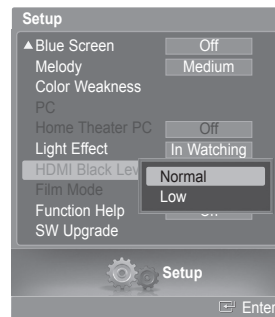 Setup
▲Blue Screen Off
Melody Medium
Color Weakness
PC
Home Theater PC Off
Light Effect In Watching
HDMI Black Lev
Normal
Film Mode
Low
Function Help Off
SW Upgrade
Setup
Enter